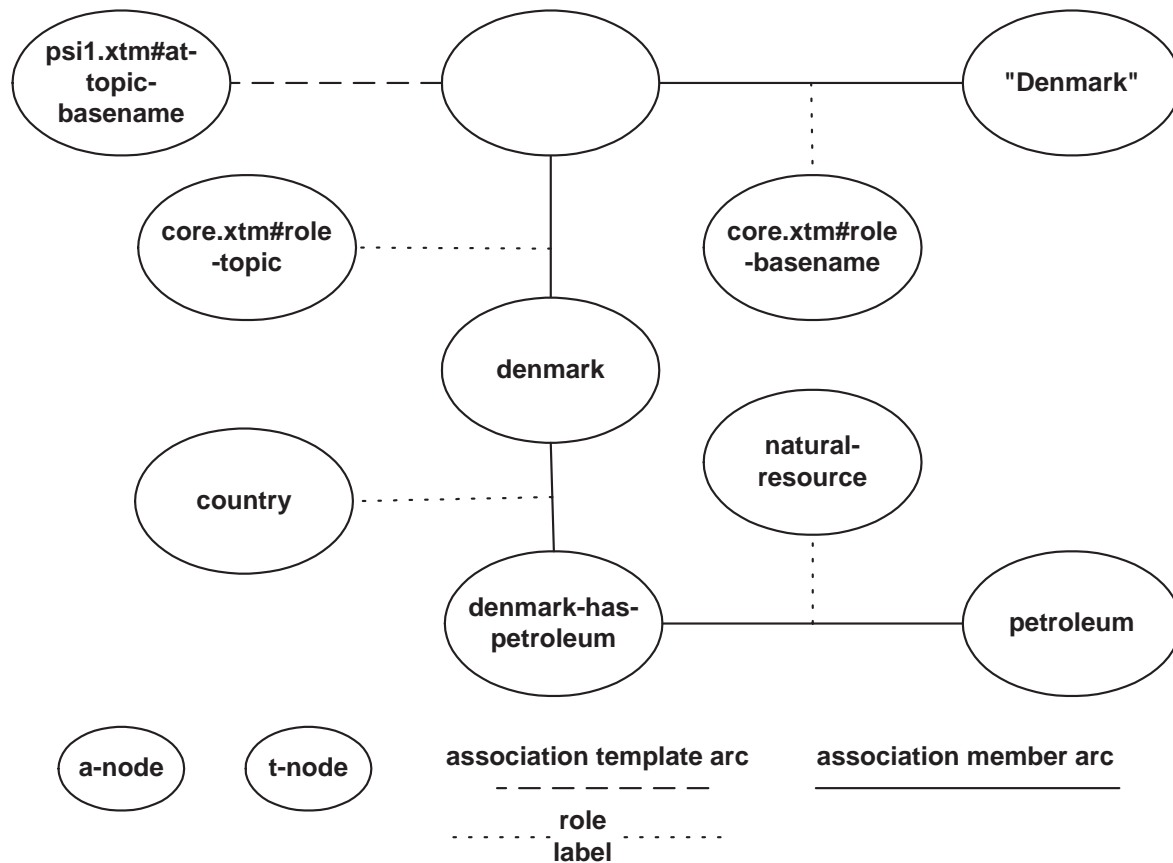 psi1.xtm#at-
topic-
basename
"Denmark"
core.xtm#role
-topic
core.xtm#role
-basename
denmark
natural-
resource
country
denmark-has-
petroleum
petroleum
a-node
t-node
association template arc
association member arc
role
label